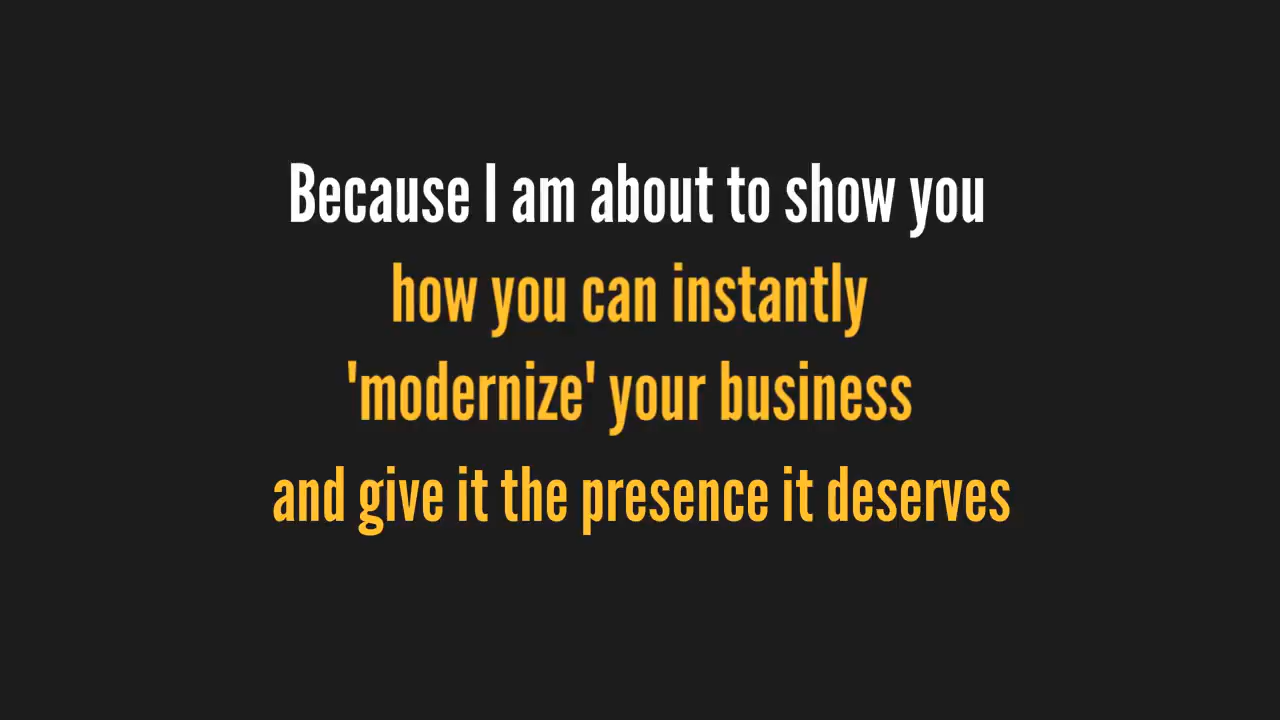 Because I am about to show you
how you can instantly
'modernize' your business
and give it the presence it deserves